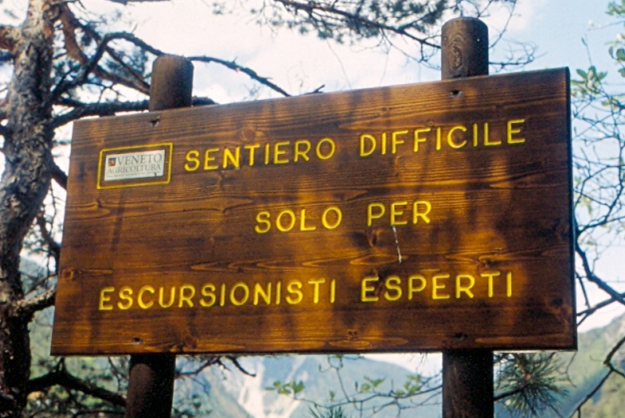 VENETO
AGRICOLTURA
SENTIERO DIFFICILE
SOLO PER
ESCURSIONISTI ESPERTI